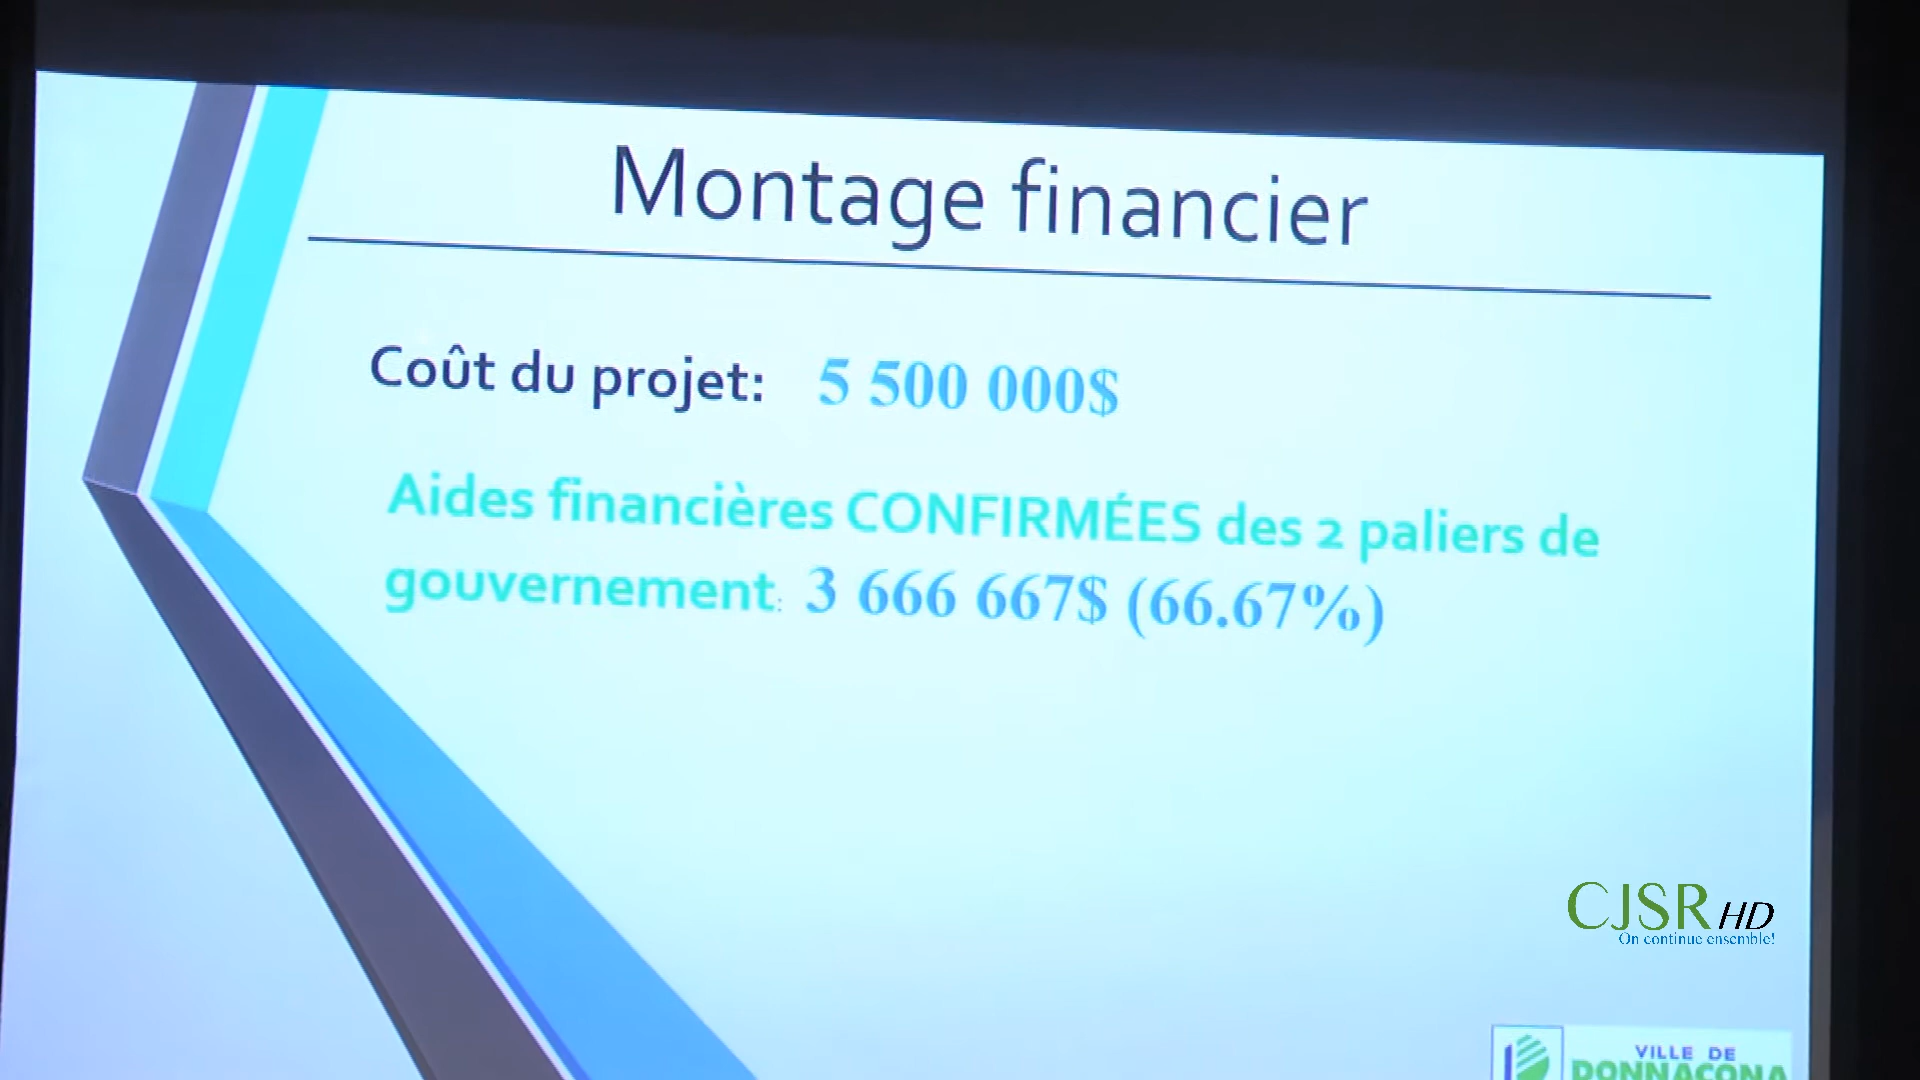 Montage financier
Coût du projet: 5 500 000$
Aides financières CONFIRMÉES des 2 paliers de
gouvernement: 3 666 667$ (66.67%)
CJSR HD
On continue ensemble!
VILLE DE
DONNACONA